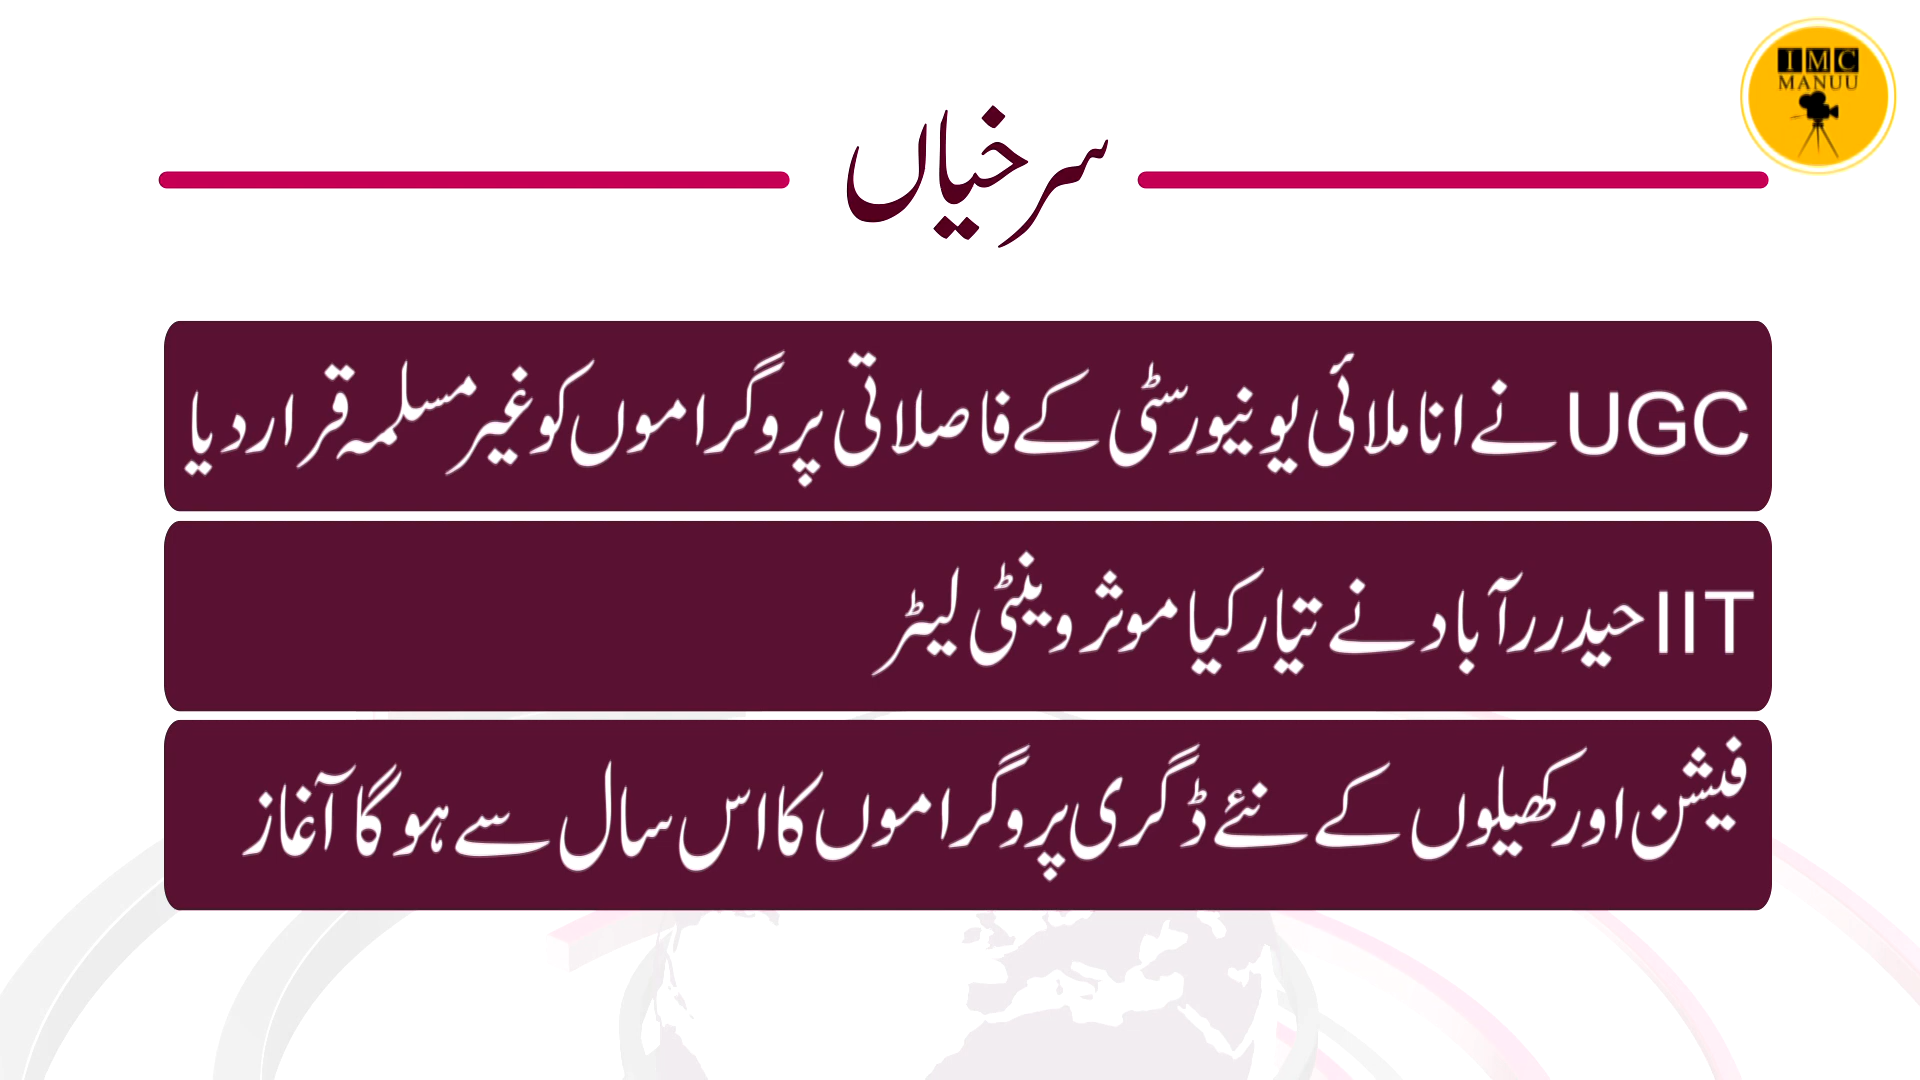 IMC
MANUU
سرخیاں
UGC نے انا ملائی یونیورسٹی کے فاصلاتی پروگراموں کو غیر مسلمہ قرار دیا
IIT حیدررآباد نے تیار کیا موثر وینٹی لیٹر
فیشن اور کھیلوں کے نئے ڈگری پروگراموں کا اس سال سے ہوگا آغاز